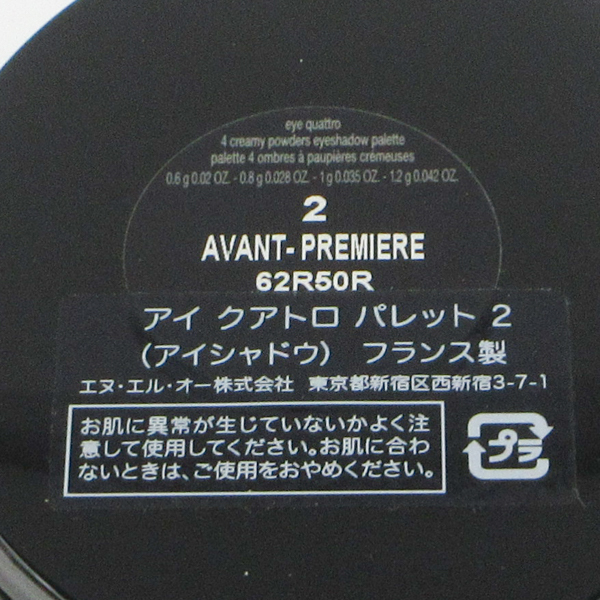 eye quattro
4 creamy powders eyeshadow palette
palette 4 ombres à paupières crémeuses
0.6 g 0.02 OZ. - 0.8 g 0.028 OZ. - 1 g 0.035 OZ. - 1.2 g 0.042 OZ.
2
AVANT-PREMIERE
62R50R
アイ クアトロ パレット 2
(アイシャドウ) フランス製
エヌ・エル・オー株式会社 東京都新宿区西新宿3-7-1
お肌に異常が生じていないかよく注
意して使用してください。お肌に合わ
ないときは、ご使用をおやめください。
プラ